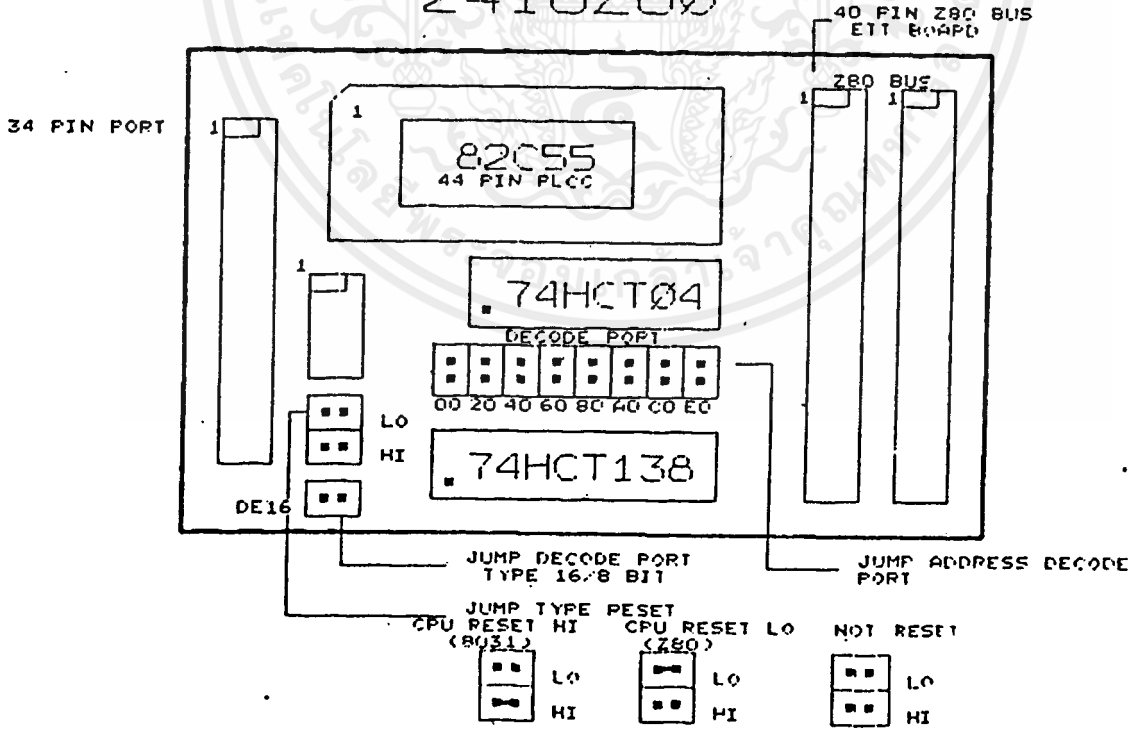 40 PIN Z80 BUS
ETT BOARD
Z80 BUS
1
1
34 PIN PORT
1
1
82C55
44 PIN PLCC
1
74HCT04
DECODE PORT
00 20 40 60 80 A0 C0 E0
LO
HI
74HCT138
DE16
JUMP DECODE PORT
TYPE 16/8 BIT
JUMP ADDRESS DECODE
PORT
JUMP TYPE RESET
CPU RESET HI
(8031)
LO
HI
CPU RESET LO
(Z80)
LO
HI
NOT RESET
LO
HI